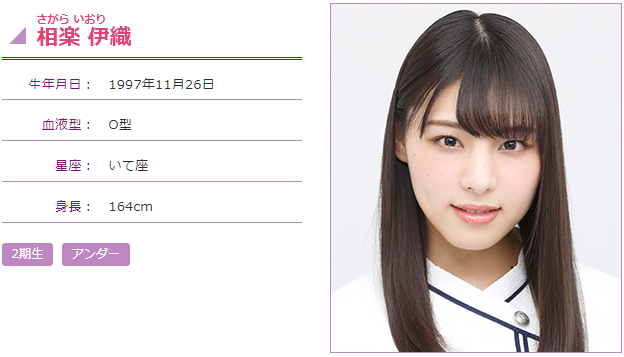 さがら いおり
相楽 伊織
生年月日： 1997年11月26日
血液型： O型
星座： いて座
身長： 164cm
2期生 アンダー